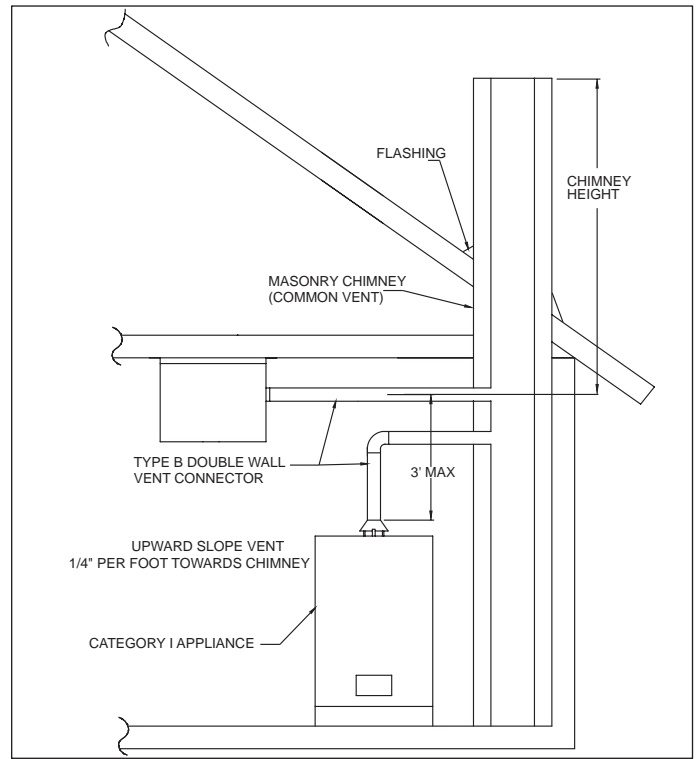 FLASHING
CHIMNEY
HEIGHT
MASONRY CHIMNEY
(COMMON VENT)
TYPE B DOUBLE WALL
VENT CONNECTOR
3' MAX
UPWARD SLOPE VENT
1/4" PER FOOT TOWARDS CHIMNEY
CATEGORY I APPLIANCE